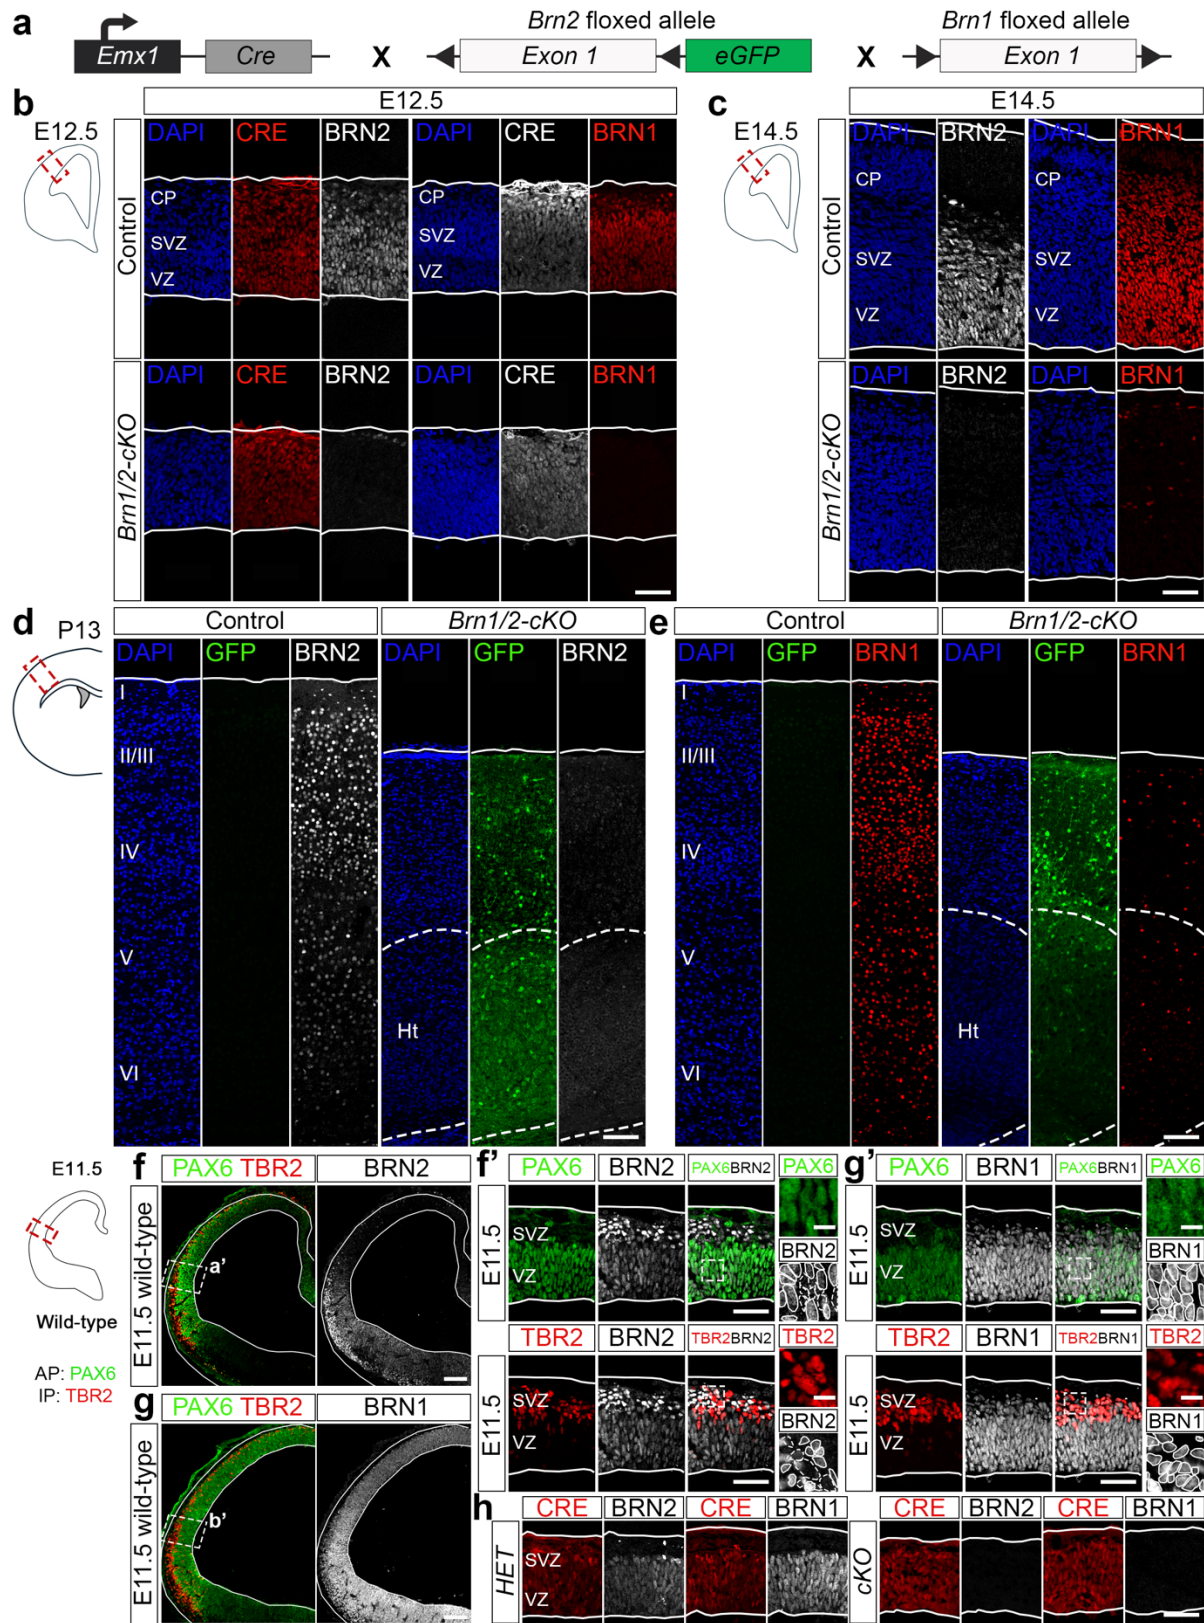 a
Brn2 floxed allele
Brn1 floxed allele
Emx1
Cre
X
Exon 1
eGFP
X
Exon 1
b
E12.5
E12.5
Control
DAPI CRE BRN2 DAPI CRE BRN1
CP
SVZ
VZ
Brn1/2-cKO
DAPI CRE BRN2 DAPI CRE BRN1
c
E14.5
E14.5
Control
DAPI BRN2 DAPI BRN1
CP CP
SVZ SVZ
VZ VZ
Brn1/2-cKO
DAPI BRN2 DAPI BRN1
d
P13
Control Brn1/2-cKO
DAPI GFP BRN2 DAPI GFP BRN2
I
II/III
IV
V
Ht
VI
e
Control Brn1/2-cKO
DAPI GFP BRN1 DAPI GFP BRN1
I
II/III
IV
V
Ht
VI
E11.5
Wild-type
AP: PAX6
IP: TBR2
f
E11.5 wild-type
PAX6 TBR2 BRN2
a'
g
E11.5 wild-type
PAX6 TBR2 BRN1
b'
f'
E11.5
PAX6 BRN2 PAX6BRN2 PAX6
SVZ
VZ
BRN2
E11.5
TBR2 BRN2 TBR2BRN2 TBR2
SVZ
VZ
BRN2
g'
E11.5
PAX6 BRN1 PAX6BRN1 PAX6
SVZ
VZ
BRN1
E11.5
TBR2 BRN1 TBR2BRN1 TBR2
SVZ
VZ
BRN1
h
HET
CRE BRN2 CRE BRN1
SVZ
VZ
cKO
CRE BRN2 CRE BRN1